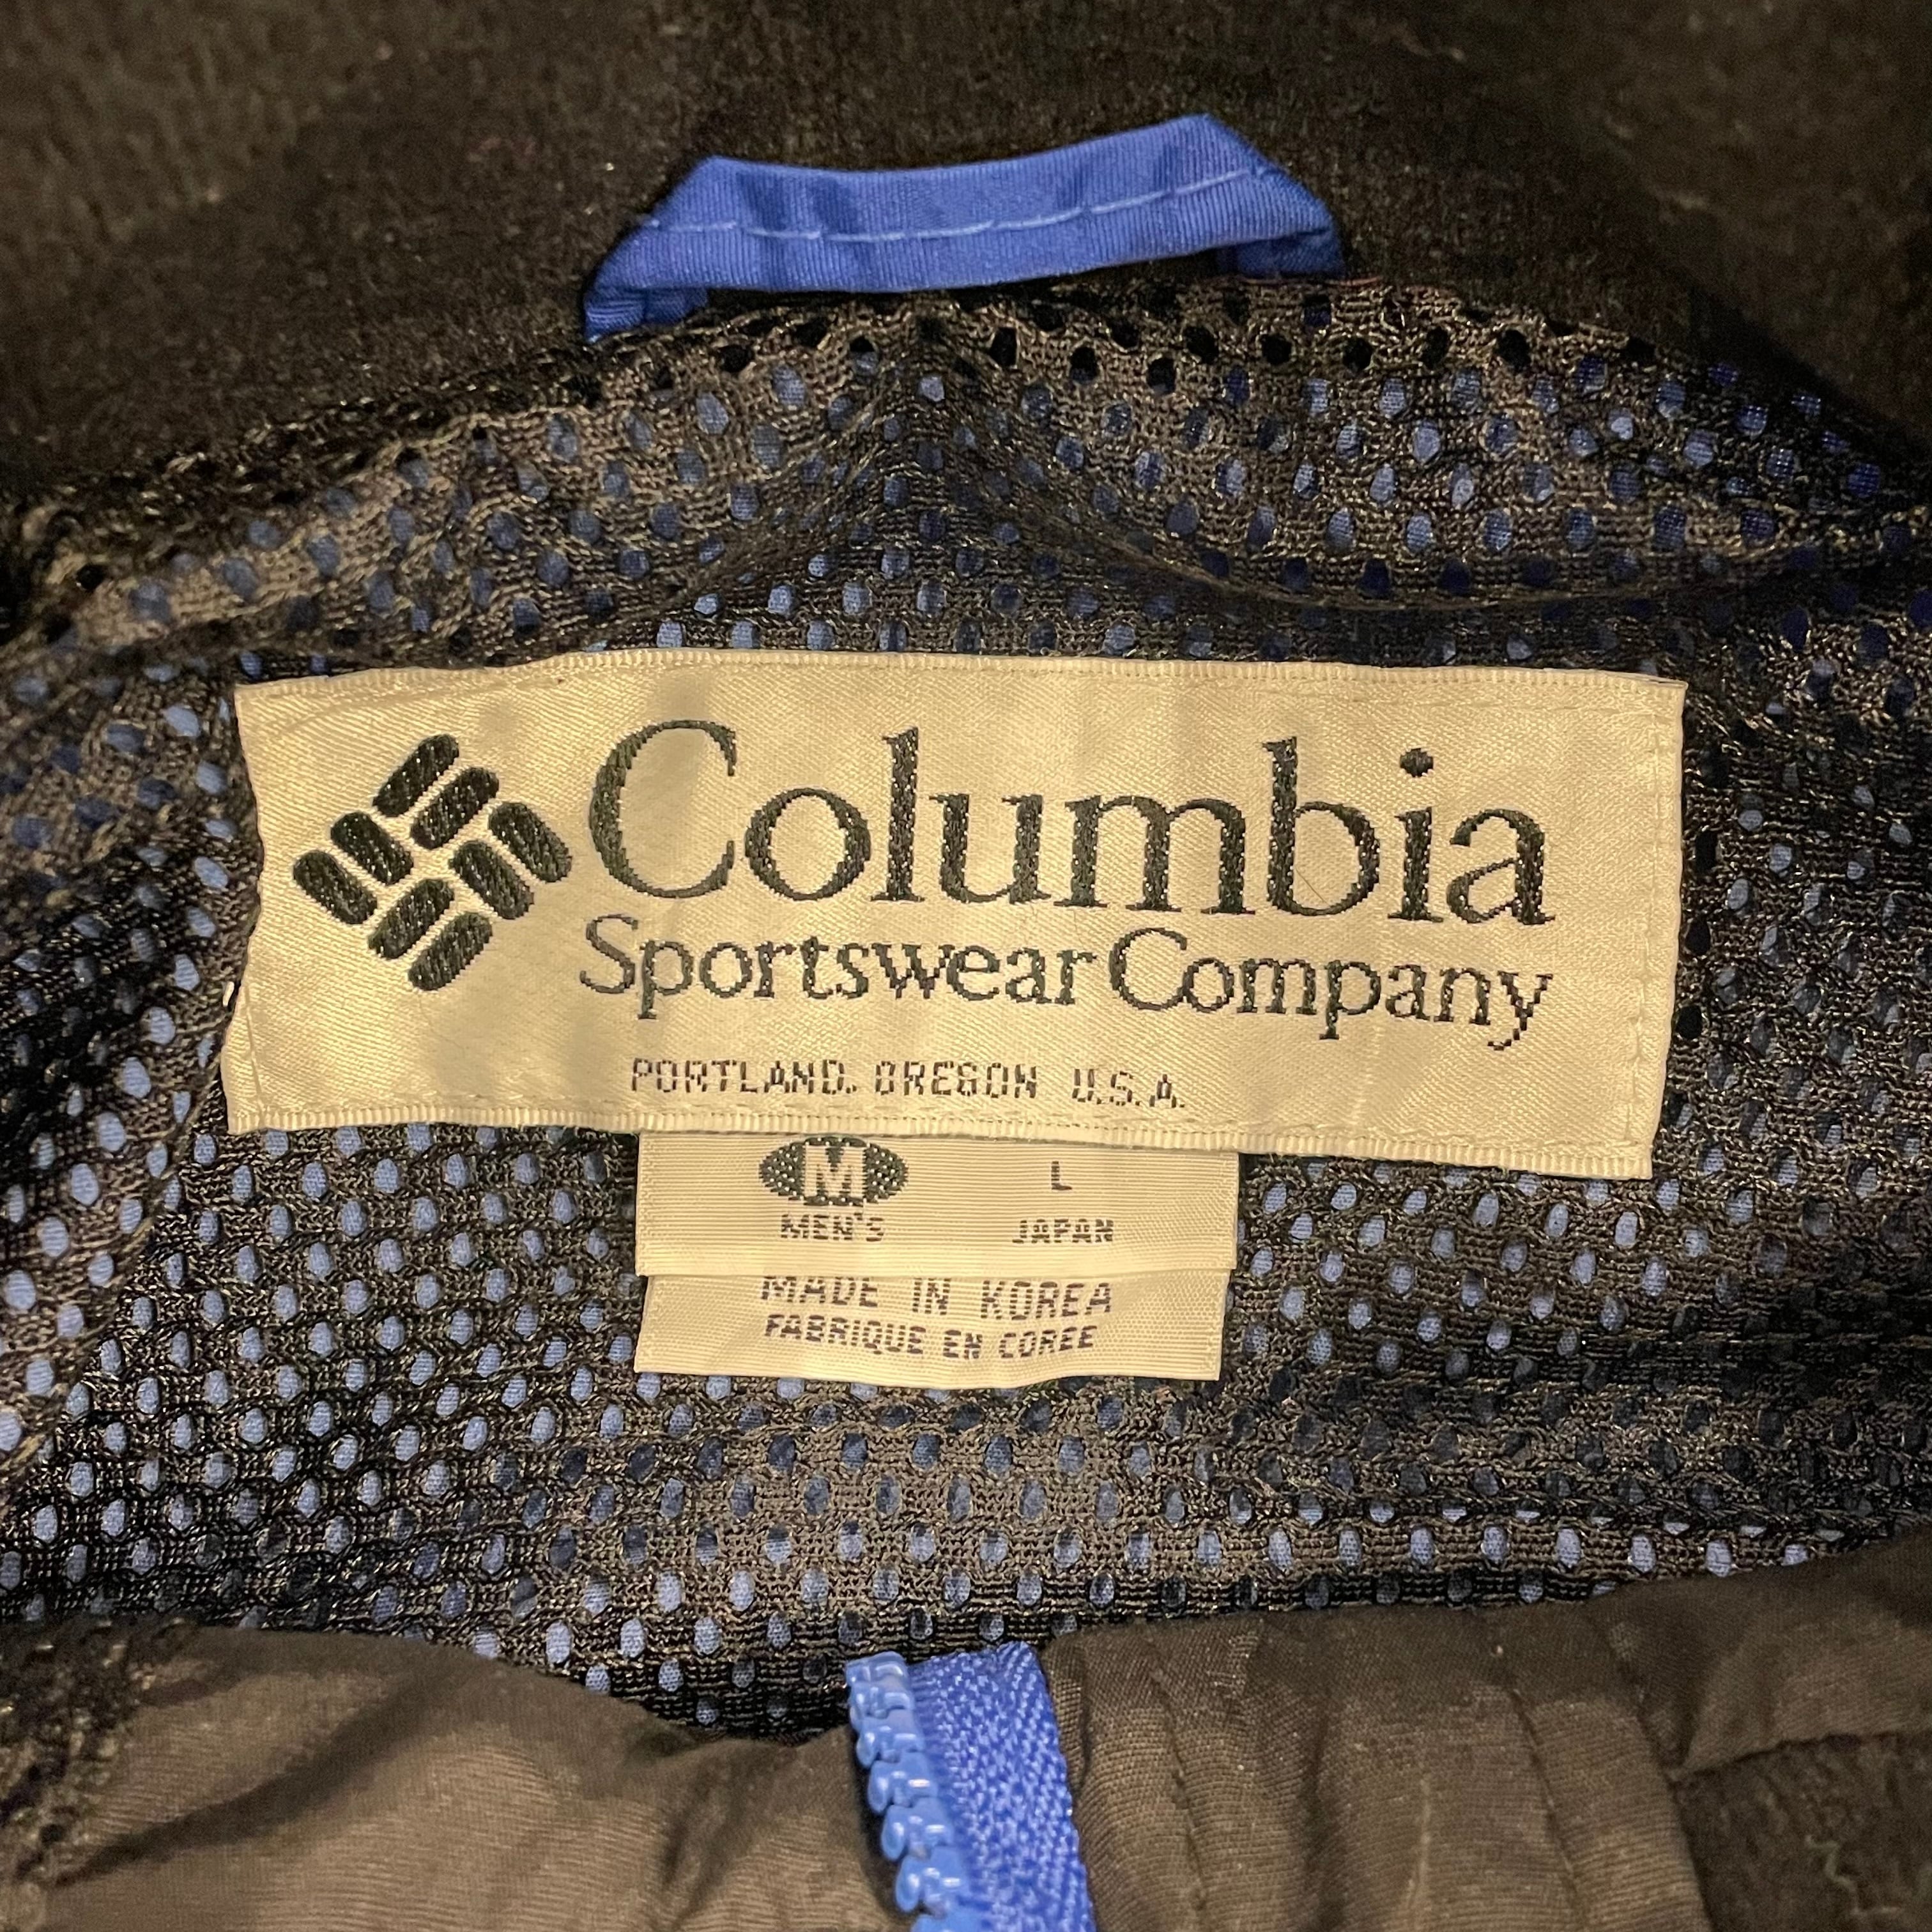 Columbia
Sportswear Company
PORTLAND, OREGON U.S.A.
M L
MEN'S JAPAN
MADE IN KOREA
FABRIQUE EN COREE